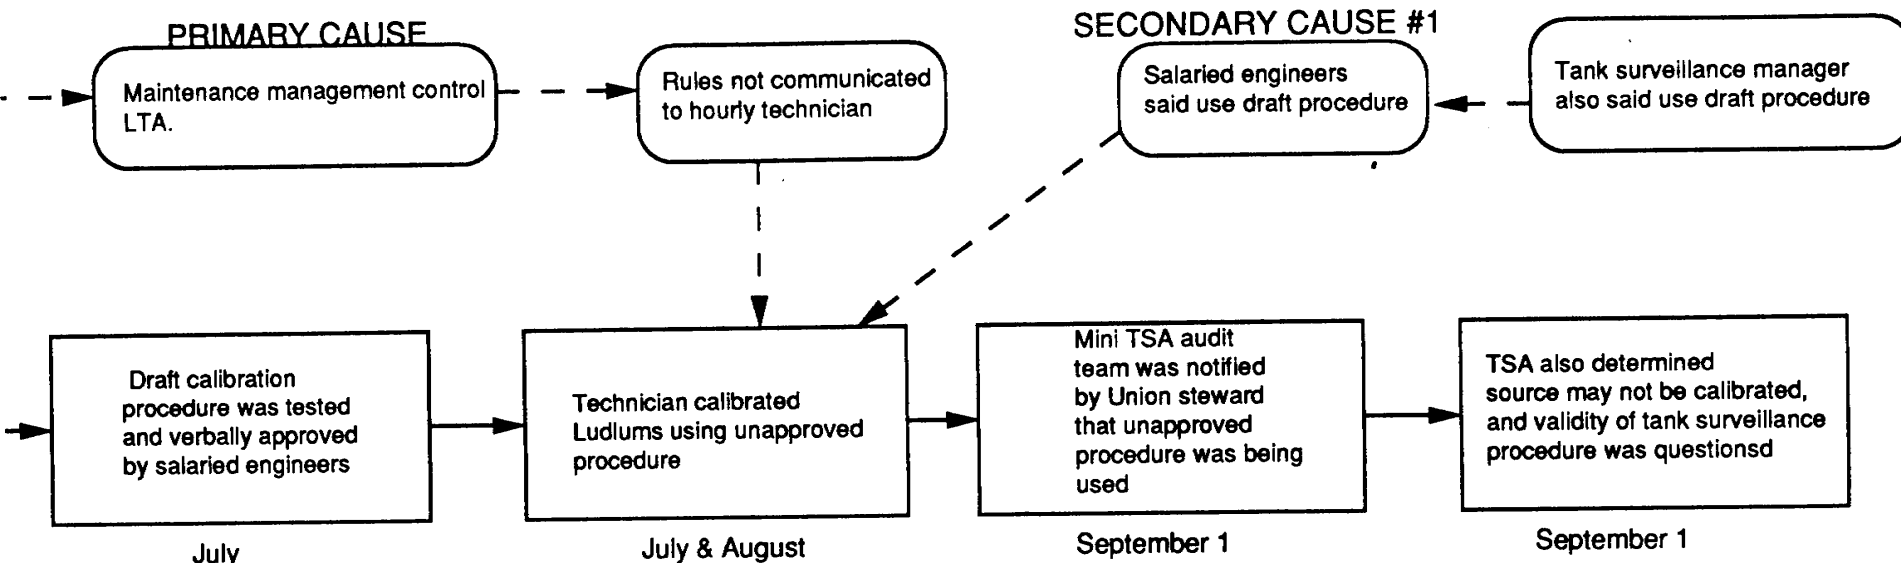 PRIMARY CAUSE
Maintenance management control
LTA.
Rules not communicated
to hourly technician
SECONDARY CAUSE #1
Salaried engineers
said use draft procedure
Tank surveillance manager
also said use draft procedure
Draft calibration
procedure was tested
and verbally approved
by salaried engineers
July
Technician calibrated
Ludlums using unapproved
procedure
July & August
Mini TSA audit
team was notified
by Union steward
that unapproved
procedure was being
used
September 1
TSA also determined
source may not be calibrated,
and validity of tank surveillance
procedure was questionsd
September 1